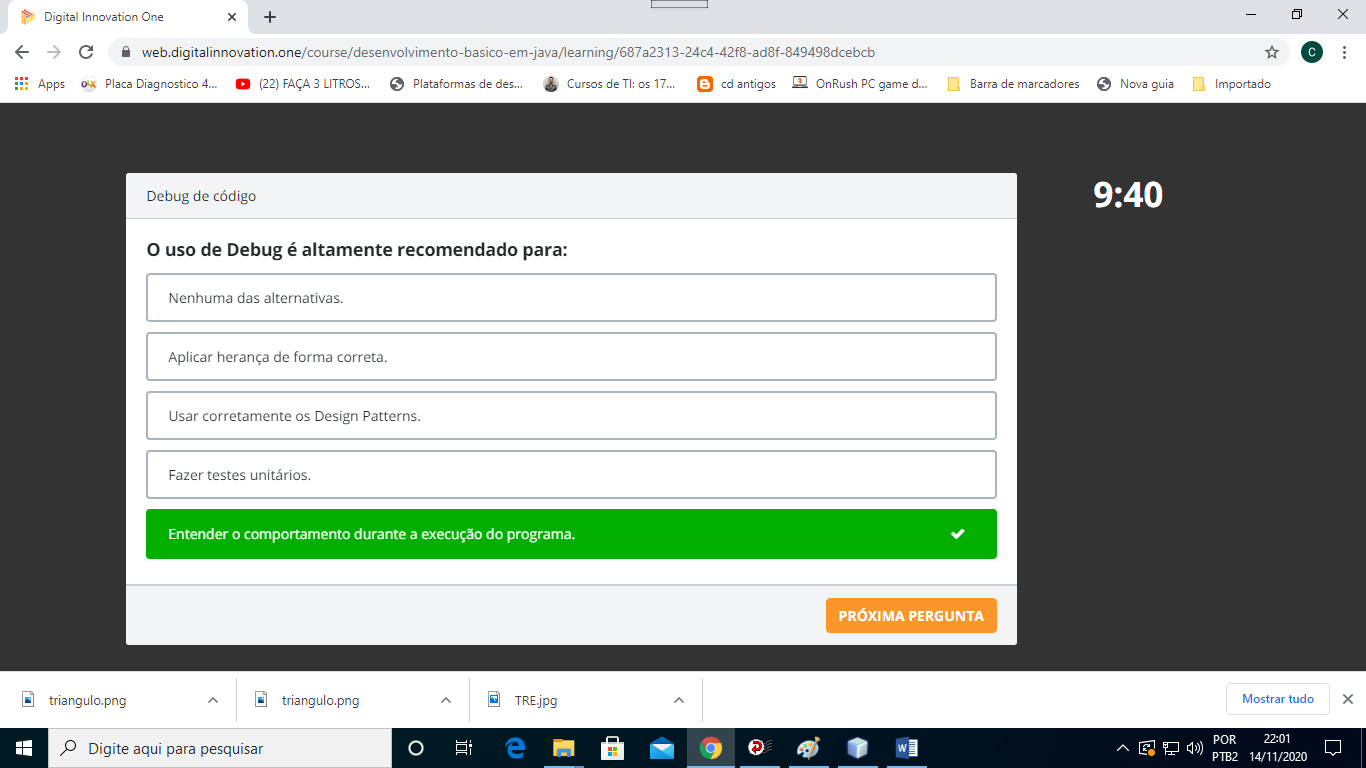 Digital Innovation One
web.digitalinnovation.one/course/desenvolvimento-basico-em-java/learning/687a2313-24c4-42f8-ad8f-849498dcebcb
C
Apps
Placa Diagnostico 4...
(22) FAÇA 3 LITROS...
Plataformas de des...
Cursos de TI: os 17...
cd antigos
OnRush PC game d...
Barra de marcadores
Nova guia
Importado
Debug de código
9:40
O uso de Debug é altamente recomendado para:
Nenhuma das alternativas.
Aplicar herança de forma correta.
Usar corretamente os Design Patterns.
Fazer testes unitários.
Entender o comportamento durante a execução do programa.
PRÓXIMA PERGUNTA
triangulo.png
triangulo.png
TRE.jpg
Mostrar tudo
Digite aqui para pesquisar
POR
PTB2
22:01
14/11/2020